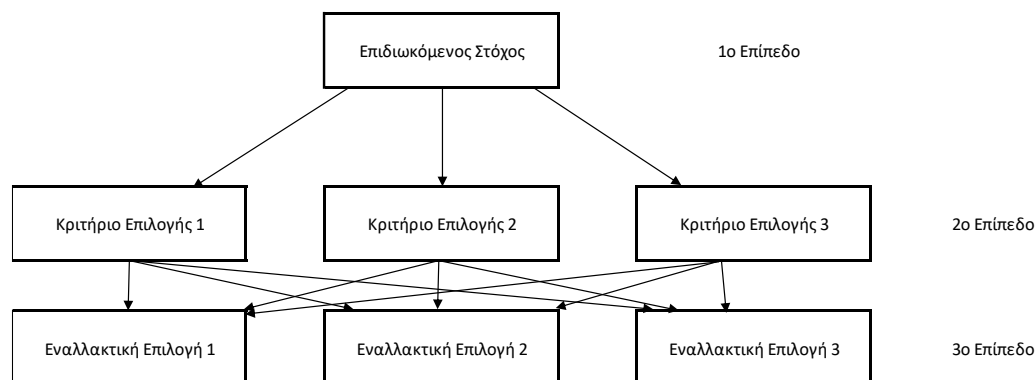 Επιδιωκόμενος Στόχος 1ο Επίπεδο
Κριτήριο Επιλογής 1 Κριτήριο Επιλογής 2 Κριτήριο Επιλογής 3 2ο Επίπεδο
Εναλλακτική Επιλογή 1 Εναλλακτική Επιλογή 2 Εναλλακτική Επιλογή 3 3ο Επίπεδο